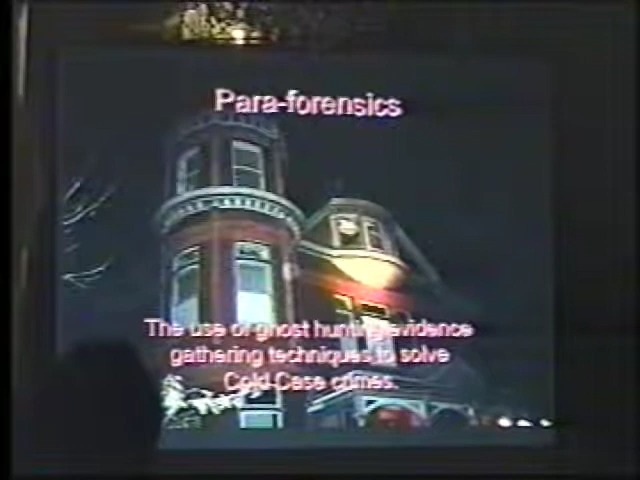 Para-forensics
The use of ghost hunting evidence
gathering techniques to solve
Cold Case crimes.